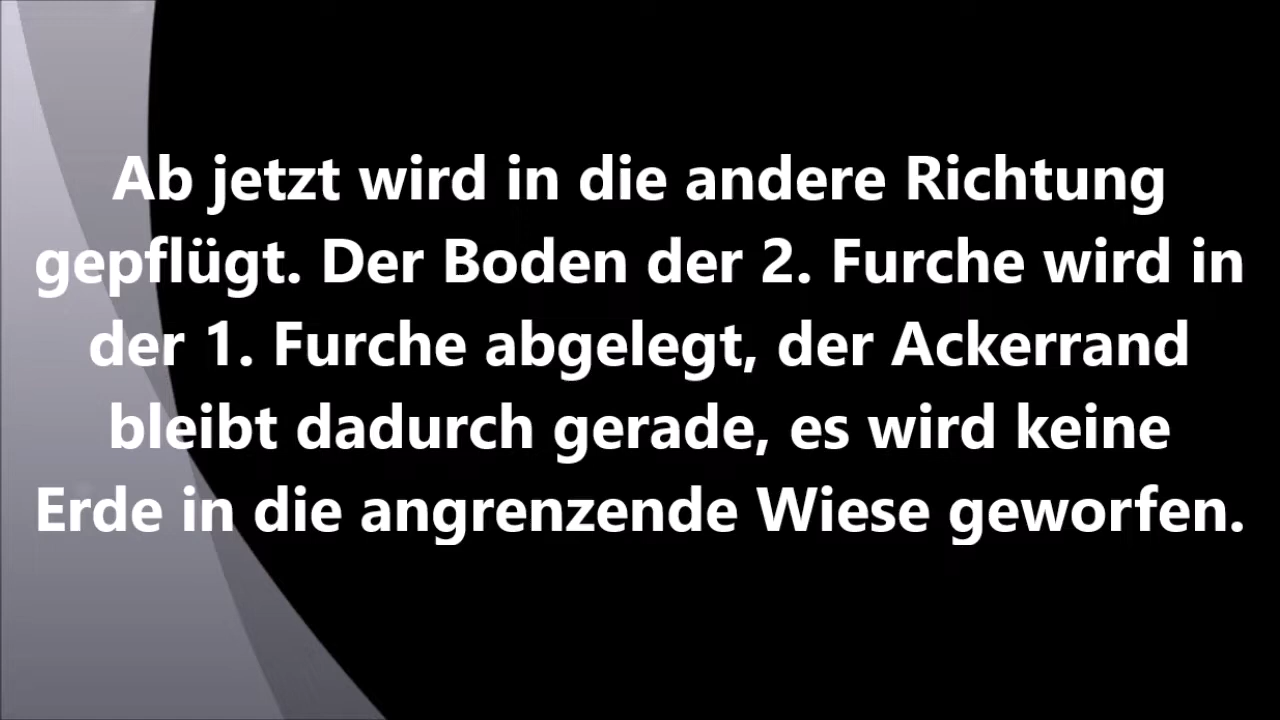 Ab jetzt wird in die andere Richtung
gepflügt. Der Boden der 2. Furche wird in
der 1. Furche abgelegt, der Ackerrand
bleibt dadurch gerade, es wird keine
Erde in die angrenzende Wiese geworfen.